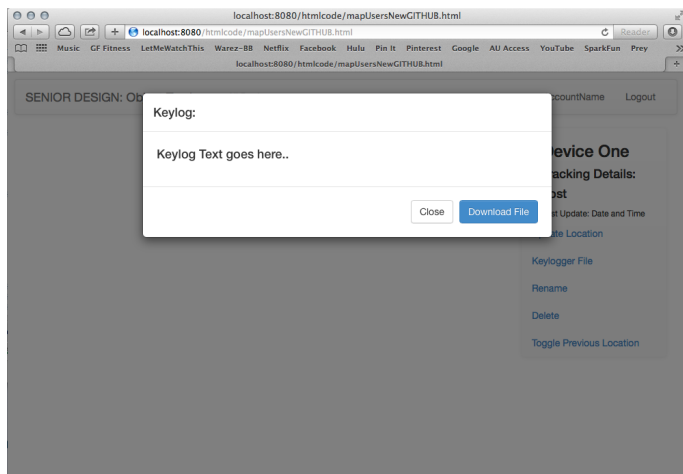 localhost:8080/htmlcode/mapUsersNewGITHUB.html
localhost:8080/htmlcode/mapUsersNewGITHUB.html
Reader
Music GF Fitness LetMeWatchThis Warez-BB Netflix Facebook Hulu Pin It Pinterest Google AU Access YouTube SparkFun Prey
localhost:8080/htmlcode/mapUsersNewGITHUB.html
SENIOR DESIGN: Ob
ccountName Logout
Keylog:
Keylog Text goes here..
Close Download File
evice One
acking Details:
ost
st Update: Date and Time
ate Location
Keylogger File
Rename
Delete
Toggle Previous Location